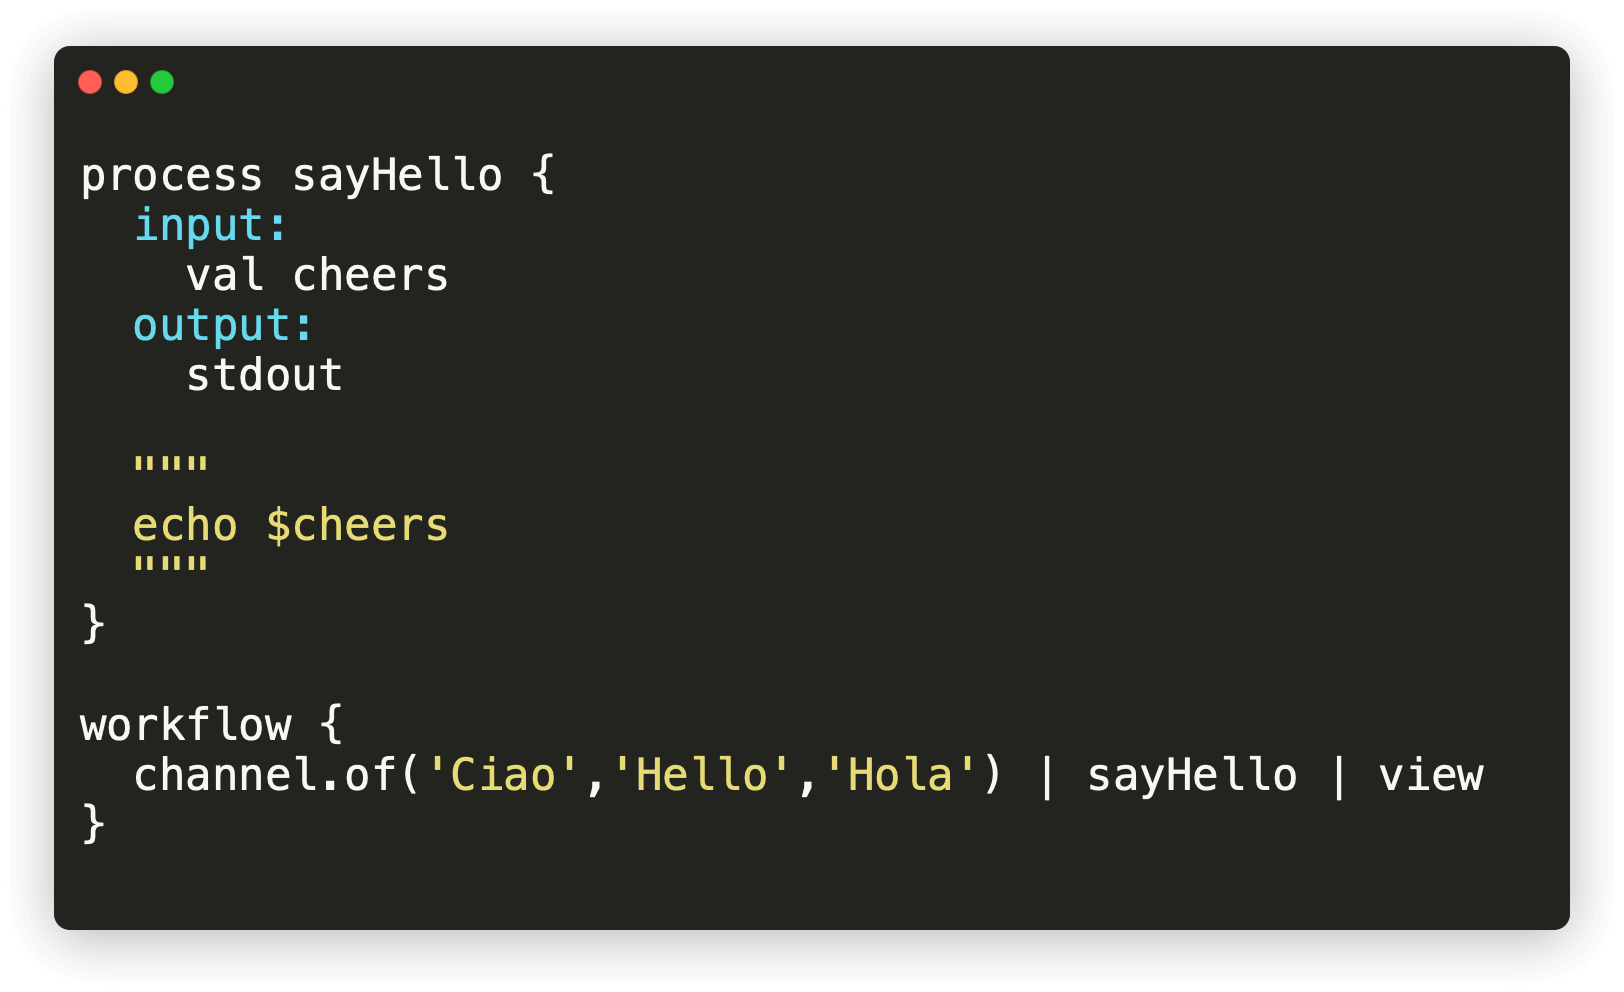 process sayHello {
  input:
    val cheers
  output:
    stdout

  """
  echo $cheers
  """
}

workflow {
  channel.of('Ciao','Hello','Hola') | sayHello | view
}